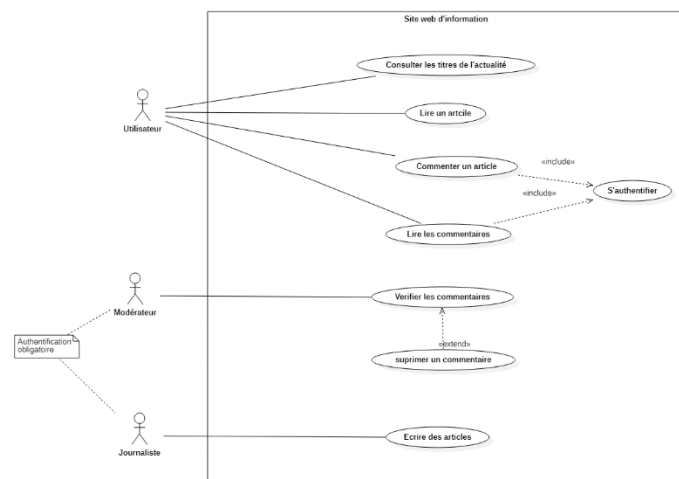 Site web d'information
Consulter les titres de l'actualité
Utilisateur
Lire un artcile
Commenter un article
«include»
S'authentifier
«include»
Lire les commentaires
Modérateur
Verifier les commentaires
Authentification
obligatoire
«extend»
suprimer un commentaire
Journaliste
Ecrire des articles